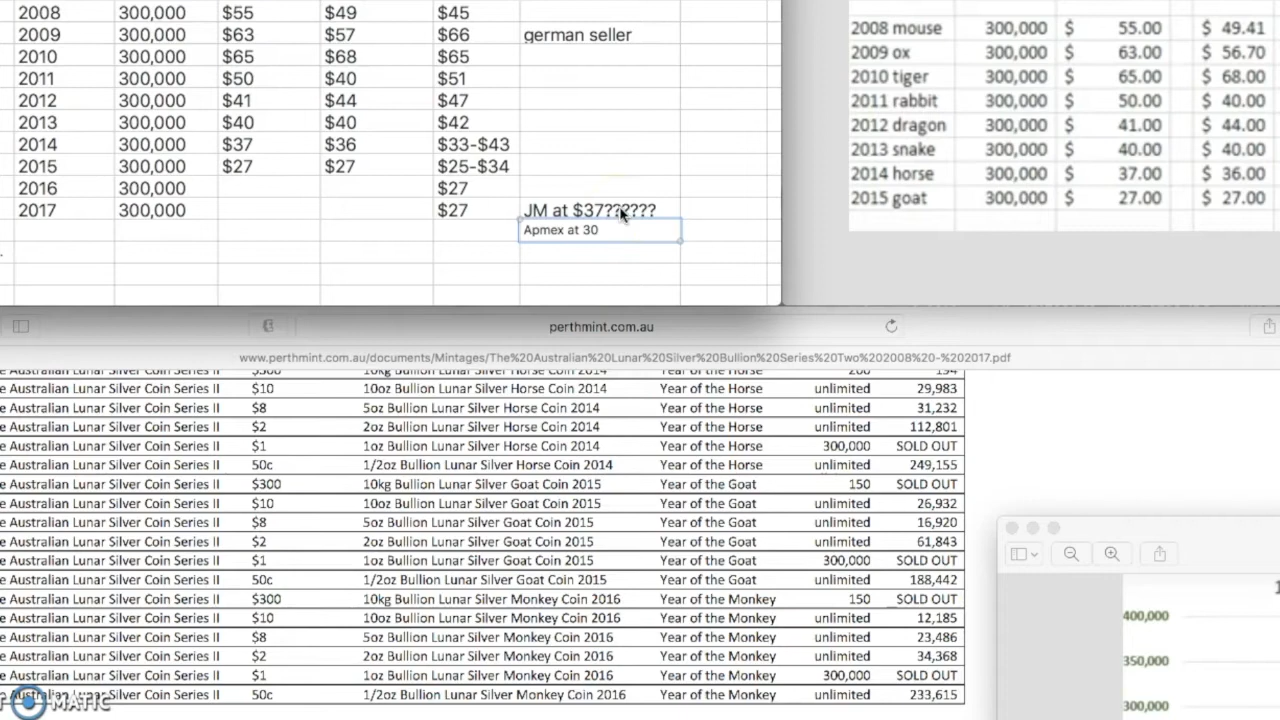 2008 300,000 $55 $49 $45
2009 300,000 $63 $57 $66 german seller
2010 300,000 $65 $68 $65
2011 300,000 $50 $40 $51
2012 300,000 $41 $44 $47
2013 300,000 $40 $40 $42
2014 300,000 $37 $36 $33-$43
2015 300,000 $27 $27 $25-$34
2016 300,000 $27
2017 300,000 $27 JM at $37??????
Apmex at 30
2008 mouse 300,000 $ 55.00 $ 49.41
2009 ox 300,000 $ 63.00 $ 56.70
2010 tiger 300,000 $ 65.00 $ 68.00
2011 rabbit 300,000 $ 50.00 $ 40.00
2012 dragon 300,000 $ 41.00 $ 44.00
2013 snake 300,000 $ 40.00 $ 40.00
2014 horse 300,000 $ 37.00 $ 36.00
2015 goat 300,000 $ 27.00 $ 27.00
perthmint.com.au
www.perthmint.com.au/documents/Mintages/The%20Australian%20Lunar%20Silver%20Bullion%20Series%20Two%202008%20-%202017.pdf
e Australian Lunar Silver Coin Series II $300 10kg Bullion Lunar Silver Horse Coin 2014 Year of the Horse 200 194
e Australian Lunar Silver Coin Series II $10 10oz Bullion Lunar Silver Horse Coin 2014 Year of the Horse unlimited 29,983
e Australian Lunar Silver Coin Series II $8 5oz Bullion Lunar Silver Horse Coin 2014 Year of the Horse unlimited 31,232
e Australian Lunar Silver Coin Series II $2 2oz Bullion Lunar Silver Horse Coin 2014 Year of the Horse unlimited 112,801
e Australian Lunar Silver Coin Series II $1 1oz Bullion Lunar Silver Horse Coin 2014 Year of the Horse 300,000 SOLD OUT
e Australian Lunar Silver Coin Series II 50c 1/2oz Bullion Lunar Silver Horse Coin 2014 Year of the Horse unlimited 249,155
e Australian Lunar Silver Coin Series II $300 10kg Bullion Lunar Silver Goat Coin 2015 Year of the Goat 150 SOLD OUT
e Australian Lunar Silver Coin Series II $10 10oz Bullion Lunar Silver Goat Coin 2015 Year of the Goat unlimited 26,932
e Australian Lunar Silver Coin Series II $8 5oz Bullion Lunar Silver Goat Coin 2015 Year of the Goat unlimited 16,920
e Australian Lunar Silver Coin Series II $2 2oz Bullion Lunar Silver Goat Coin 2015 Year of the Goat unlimited 61,843
e Australian Lunar Silver Coin Series II $1 1oz Bullion Lunar Silver Goat Coin 2015 Year of the Goat 300,000 SOLD OUT
e Australian Lunar Silver Coin Series II 50c 1/2oz Bullion Lunar Silver Goat Coin 2015 Year of the Goat unlimited 188,442
e Australian Lunar Silver Coin Series II $300 10kg Bullion Lunar Silver Monkey Coin 2016 Year of the Monkey 150 SOLD OUT
e Australian Lunar Silver Coin Series II $10 10oz Bullion Lunar Silver Monkey Coin 2016 Year of the Monkey unlimited 12,185
e Australian Lunar Silver Coin Series II $8 5oz Bullion Lunar Silver Monkey Coin 2016 Year of the Monkey unlimited 23,486
e Australian Lunar Silver Coin Series II $2 2oz Bullion Lunar Silver Monkey Coin 2016 Year of the Monkey unlimited 34,368
e Australian Lunar Silver Coin Series II $1 1oz Bullion Lunar Silver Monkey Coin 2016 Year of the Monkey 300,000 SOLD OUT
Australian Lunar Silver Coin Series II 50c 1/2oz Bullion Lunar Silver Monkey Coin 2016 Year of the Monkey unlimited 233,615
MATIC
400,000
350,000
300,000